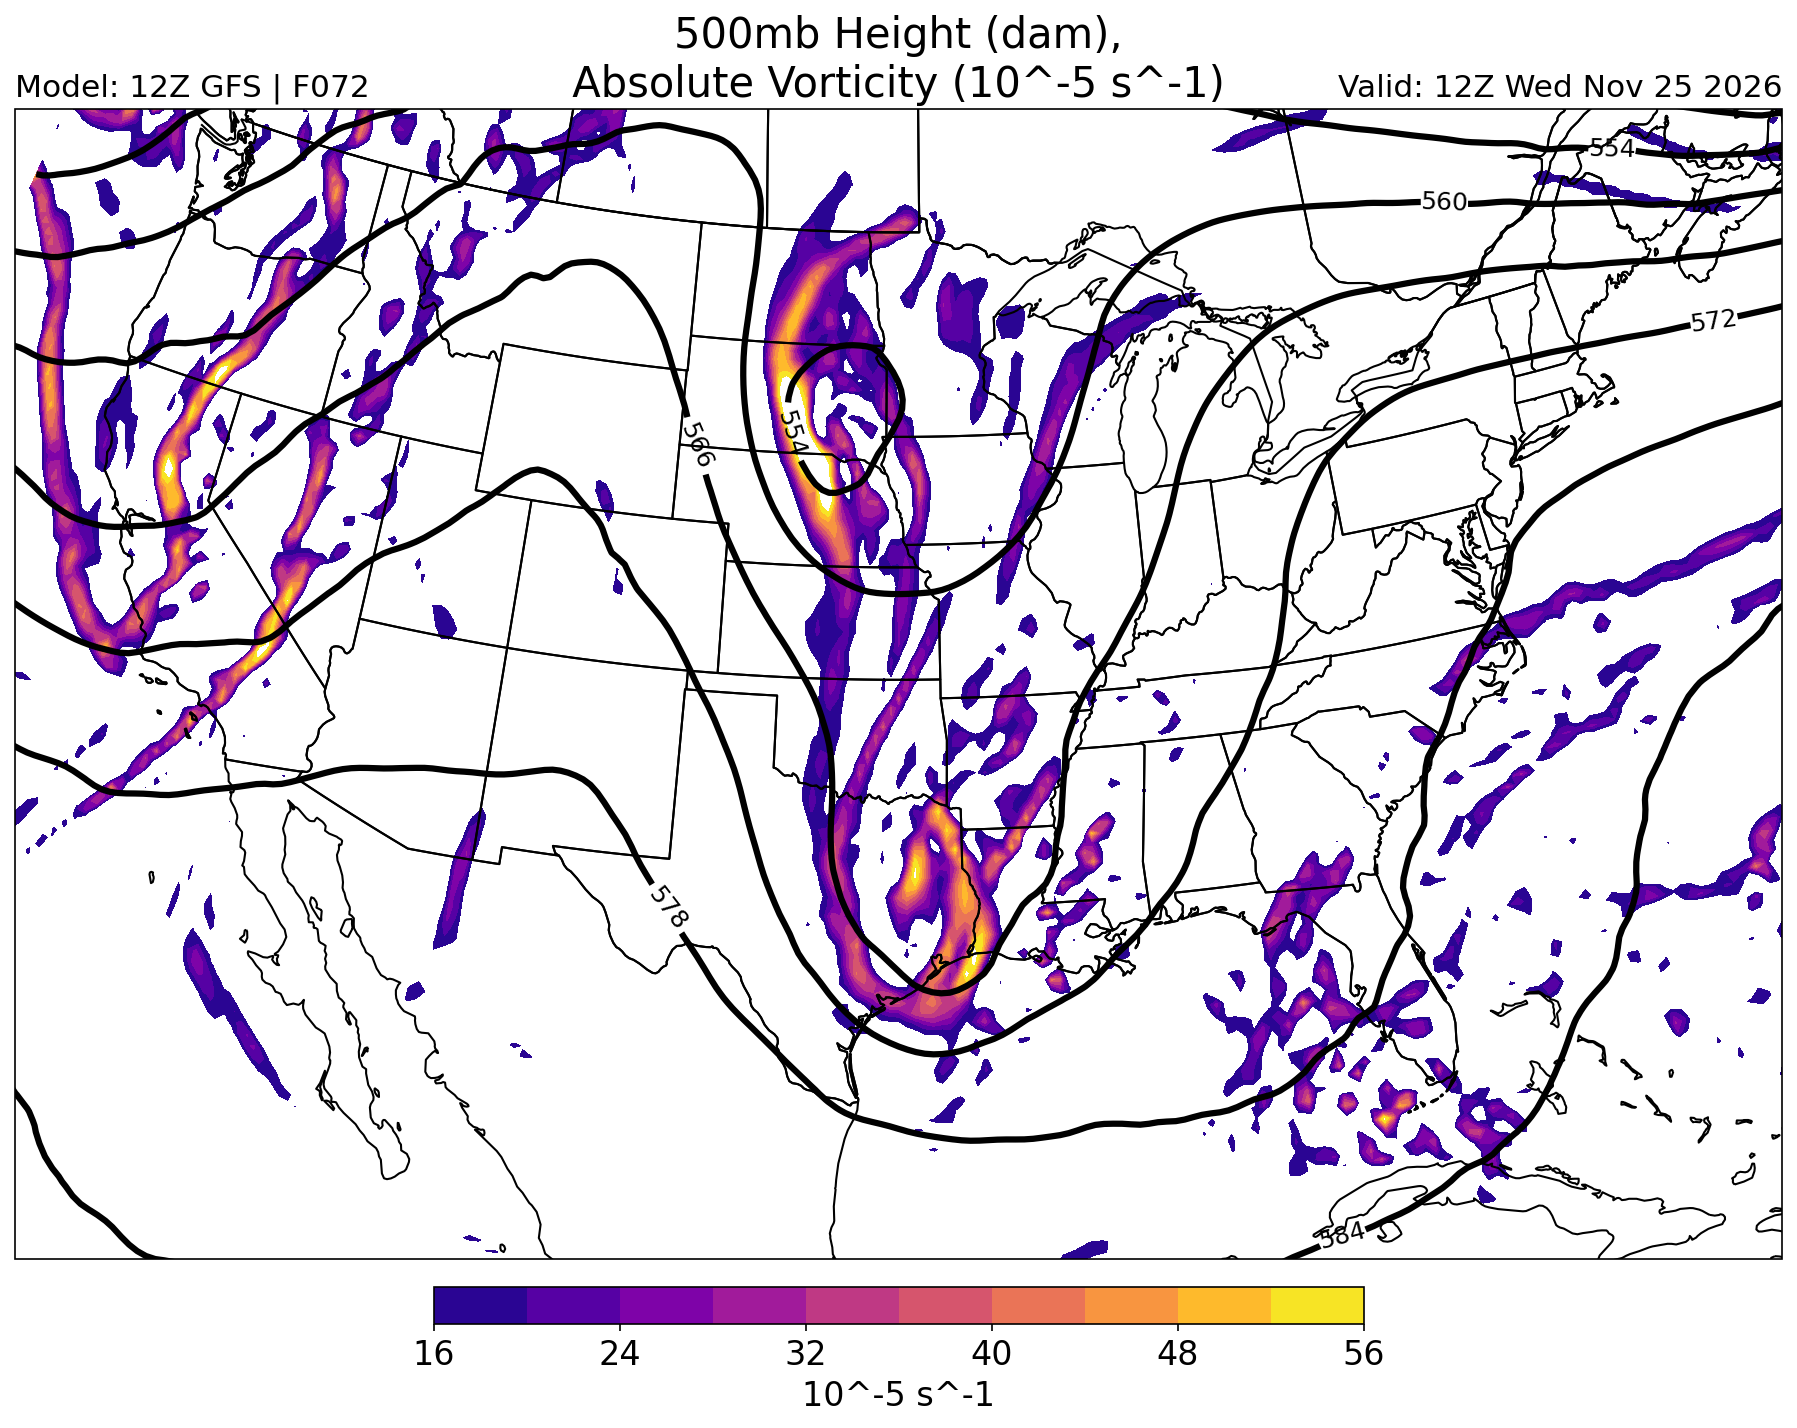 500mb Height (dam),
Model: 12Z GFS | F072
Absolute Vorticity (10^-5 s^-1)
Valid: 12Z Wed Nov 25 2026
554
560
572
566
554
578
584
16 24 32 40 48 56
10^-5 s^-1